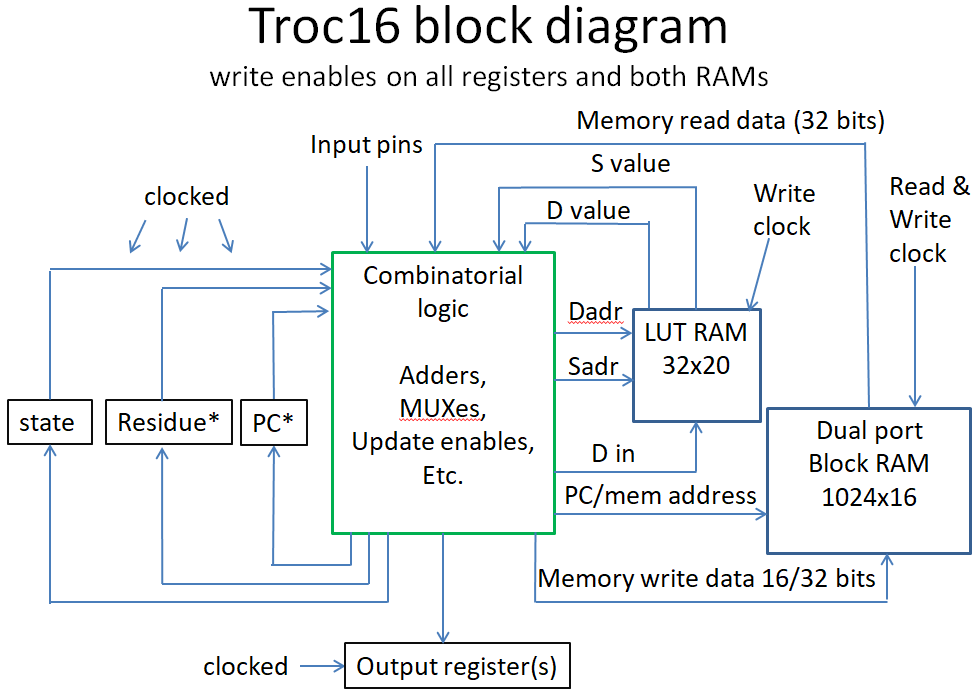 Troc16 block diagram
write enables on all registers and both RAMs
Memory read data (32 bits)
Input pins
S value
clocked
Write
clock
Read &
Write
clock
D value
Combinatorial
logic
Adders,
MUXes,
Update enables,
Etc.
Dadr
Sadr
LUT RAM
32x20
state
Residue*
PC*
D in
PC/mem address
Dual port
Block RAM
1024x16
Memory write data 16/32 bits
clocked
Output register(s)